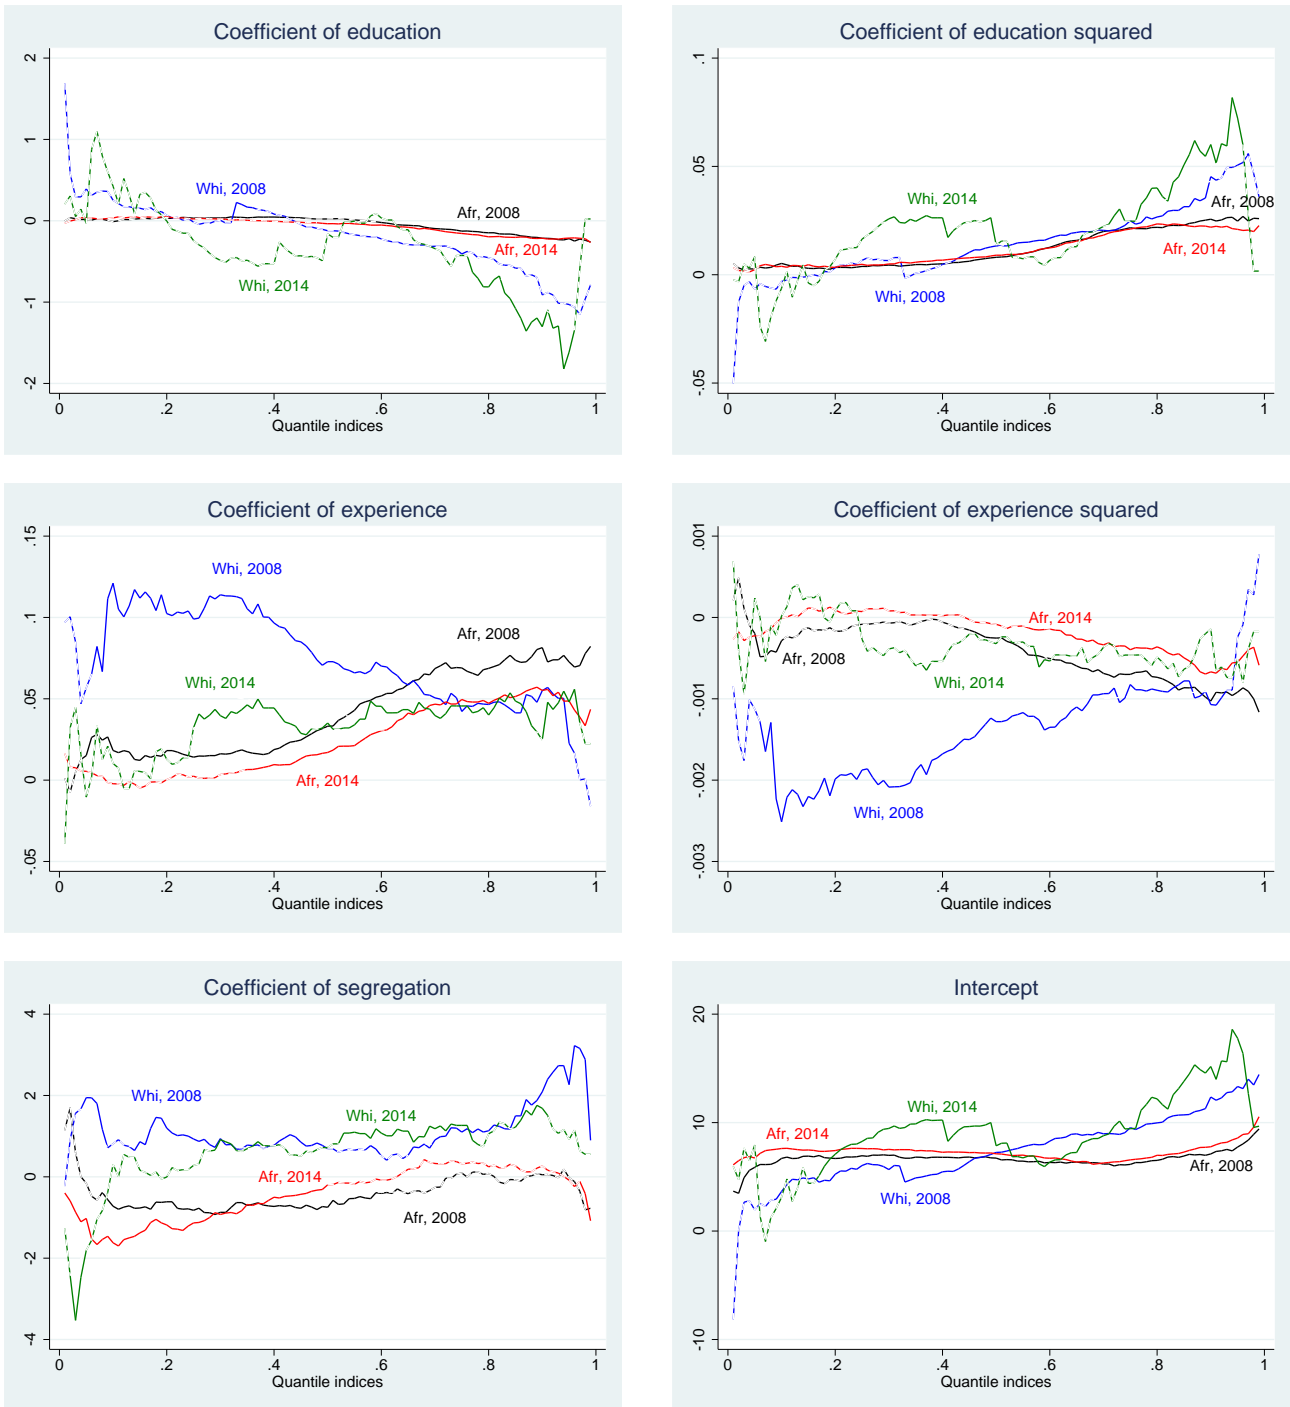 Coefficient of education
2
1
0
-1
-2
Whi, 2008
Afr, 2008
Afr, 2014
Whi, 2014
0 .2 .4 .6 .8 1
Quantile indices
Coefficient of education squared
.1
.05
0
-.05
Whi, 2014
Afr, 2008
Afr, 2014
Whi, 2008
0 .2 .4 .6 .8 1
Quantile indices
Coefficient of experience
.15
.1
.05
0
-.05
Whi, 2008
Afr, 2008
Whi, 2014
Afr, 2014
0 .2 .4 .6 .8 1
Quantile indices
Coefficient of experience squared
.001
0
-.001
-.002
-.003
Afr, 2014
Afr, 2008
Whi, 2014
Whi, 2008
0 .2 .4 .6 .8 1
Quantile indices
Coefficient of segregation
4
2
0
-2
-4
Whi, 2008
Whi, 2014
Afr, 2014
Afr, 2008
0 .2 .4 .6 .8 1
Quantile indices
Intercept
20
10
0
-10
Whi, 2014
Afr, 2014
Afr, 2008
Whi, 2008
0 .2 .4 .6 .8 1
Quantile indices